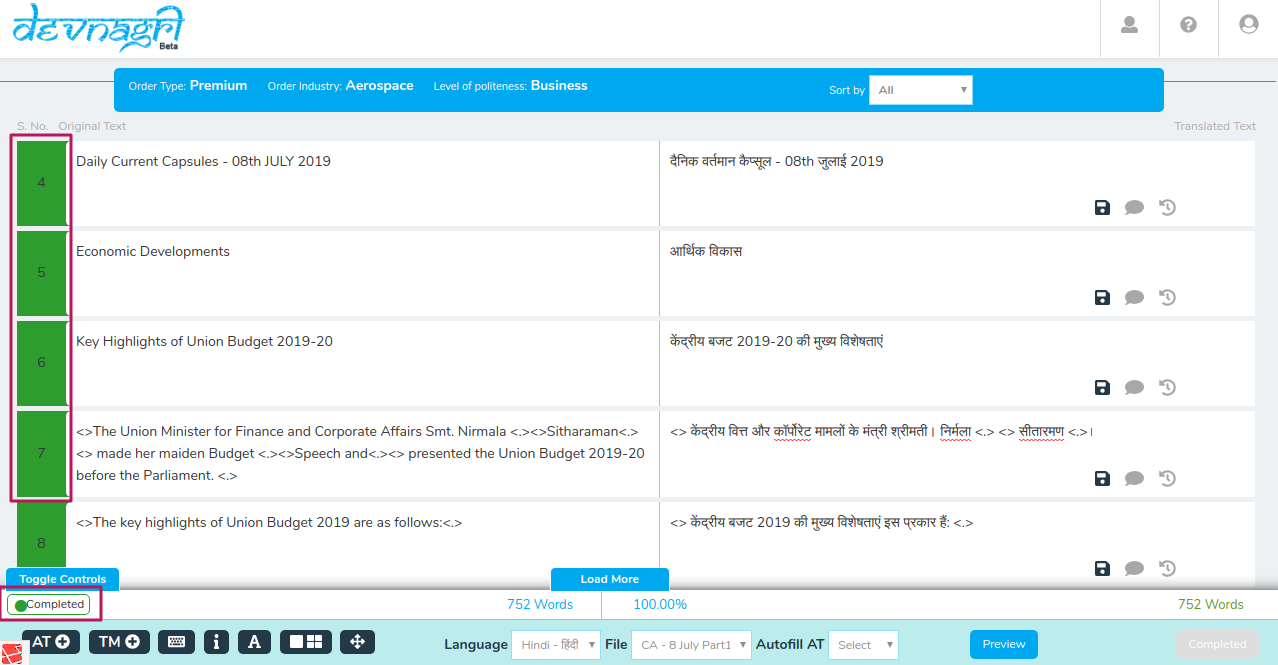 devnagri
Beta
Order Type: Premium Order Industry: Aerospace Level of politeness: Business Sort by All
S. No. Original Text Translated Text
4 Daily Current Capsules - 08th JULY 2019 दैनिक वर्तमान कैप्सूल - 08th जुलाई 2019
5 Economic Developments आर्थिक विकास
6 Key Highlights of Union Budget 2019-20 केंद्रीय बजट 2019-20 की मुख्य विशेषताएं
7 <>The Union Minister for Finance and Corporate Affairs Smt. Nirmala <.><>Sitharaman<.> <> केंद्रीय वित्त और कॉर्पोरेट मामलों के मंत्री श्रीमती। निर्मला <.> <> सीतारमण <.>।
<> made her maiden Budget <.><>Speech and<.><> presented the Union Budget 2019-20
before the Parliament. <.>
8 <>The key highlights of Union Budget 2019 are as follows:<.> <> केंद्रीय बजट 2019 की मुख्य विशेषताएं इस प्रकार हैं: <.>
Toggle Controls Load More
Completed 752 Words 100.00% 752 Words
AT TM A Language Hindi - हिंदी File CA - 8 July Part1 Autofill AT Select Preview Completed